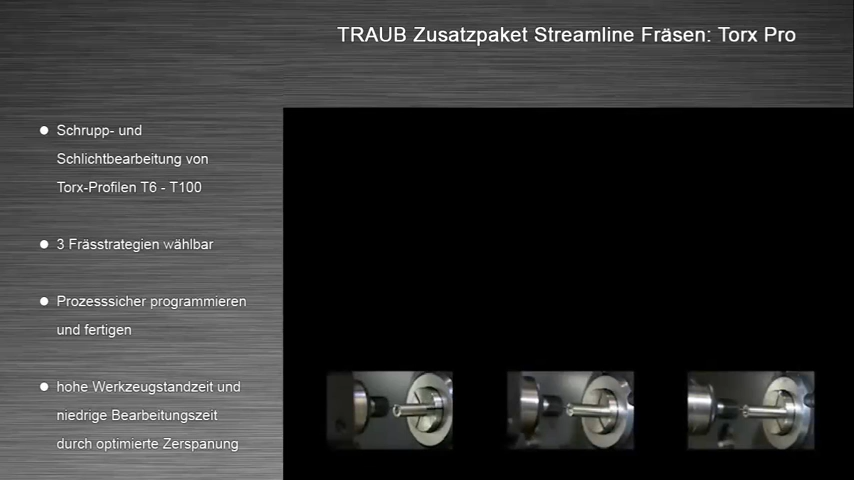 TRAUB Zusatzpaket Streamline Fräsen: Torx Pro
● Schrupp- und
Schlichtbearbeitung von
Torx-Profilen T6 - T100
● 3 Frässtrategien wählbar
● Prozesssicher programmieren
und fertigen
● hohe Werkzeugstandzeit und
niedrige Bearbeitungszeit
durch optimierte Zerspanung